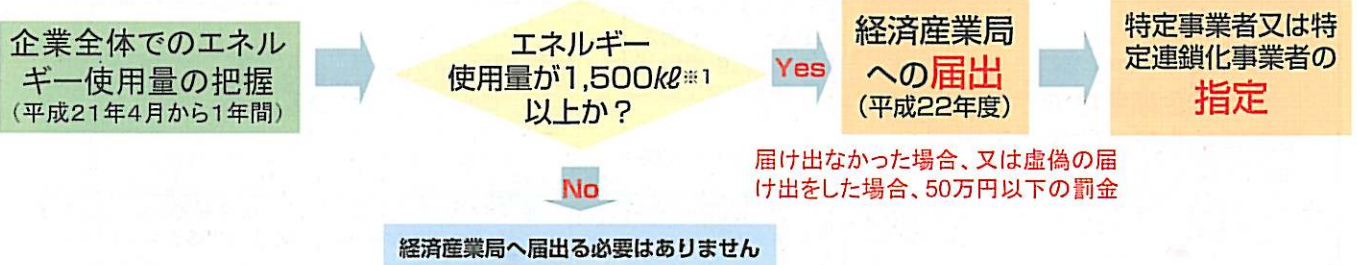 企業全体でのエネル
ギー使用量の把握
(平成21年4月から1年間)
エネルギー
使用量が1,500kℓ※1
以上か？
Yes
経済産業局
への届出
(平成22年度)
特定事業者又は特
定連鎖化事業者の
指定
届け出なかった場合、又は虚偽の届
け出をした場合、50万円以下の罰金
No
経済産業局へ届出る必要はありません